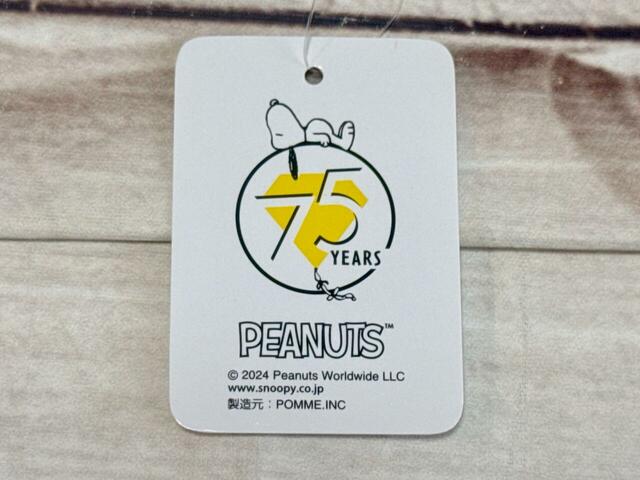 75
YEARS
PEANUTS™
© 2024 Peanuts Worldwide LLC
www.snoopy.co.jp
製造元：POMME.INC